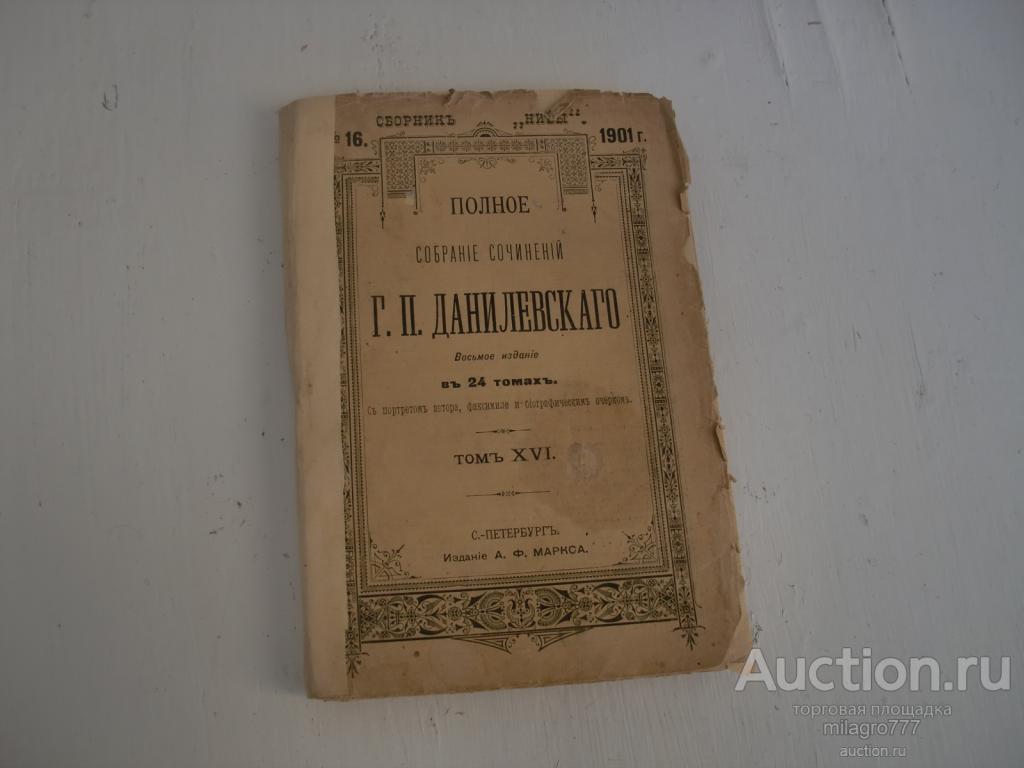 СБОРНИКЪ „НИВЫ“.
№ 16. 1901 г.
ПОЛНОЕ
СОБРАНІЕ СОЧИНЕНІЙ
Г. П. ДАНИЛЕВСКАГО
Восьмое изданіе
въ 24 томахъ.
Съ портретомъ автора, факсимиле и біографическимъ очеркомъ.
ТОМЪ XVI.
С.-ПЕТЕРБУРГЪ.
Изданіе А. Ф. МАРКСА.
Auction.ru
торговая площадка
milagro777
auction.ru